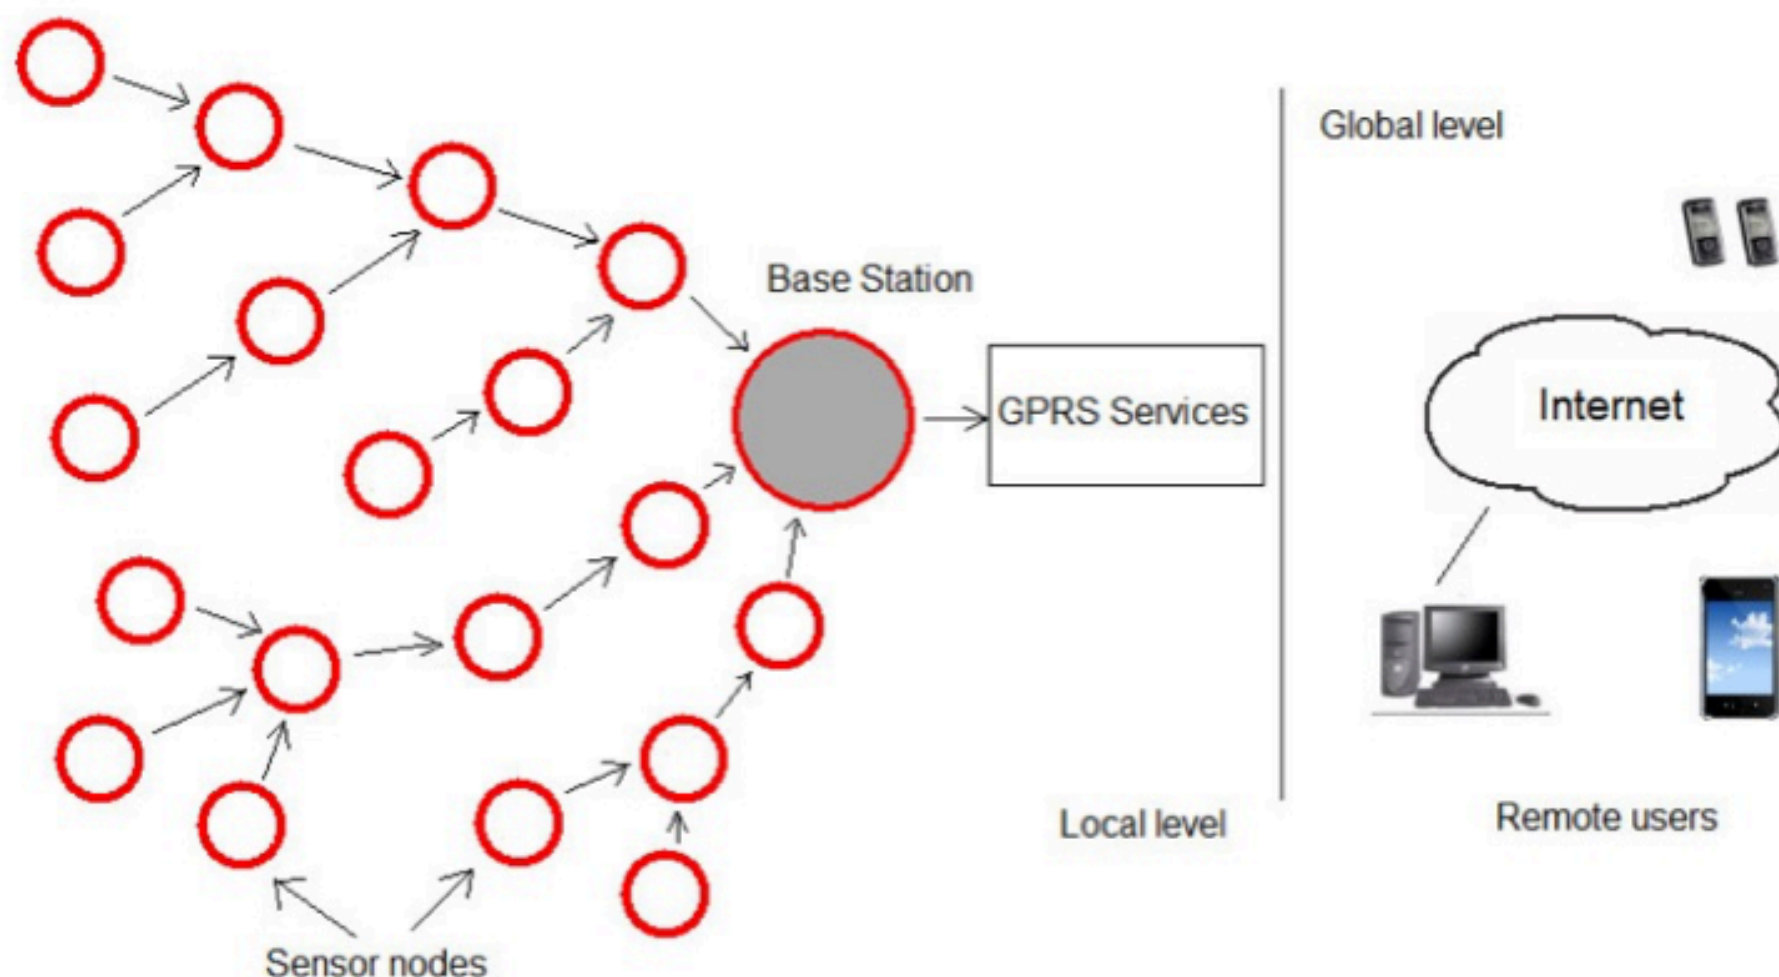 Global level
Base Station
GPRS Services
Internet
Local level
Remote users
Sensor nodes